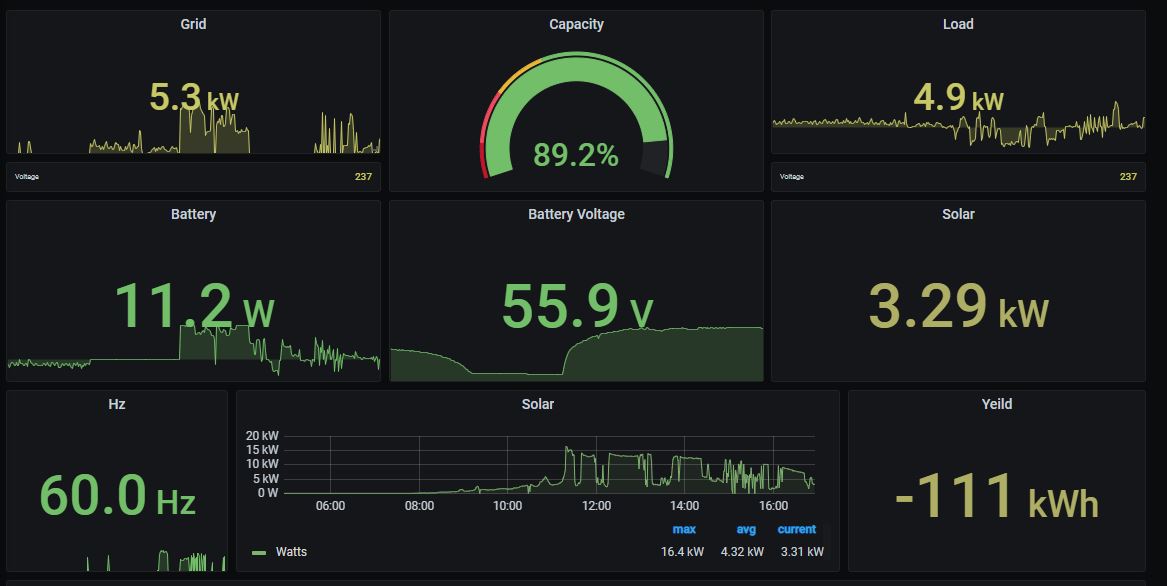 Grid
Capacity
Load
5.3 kW
89.2%
4.9 kW
Voltage 237
Voltage 237
Battery
Battery Voltage
Solar
11.2 W
55.9 V
3.29 kW
Hz
Solar
Yeild
60.0 Hz
20 kW
15 kW
10 kW
5 kW
0 W
06:00 08:00 10:00 12:00 14:00 16:00
max avg current
Watts 16.4 kW 4.32 kW 3.31 kW
-111 kWh